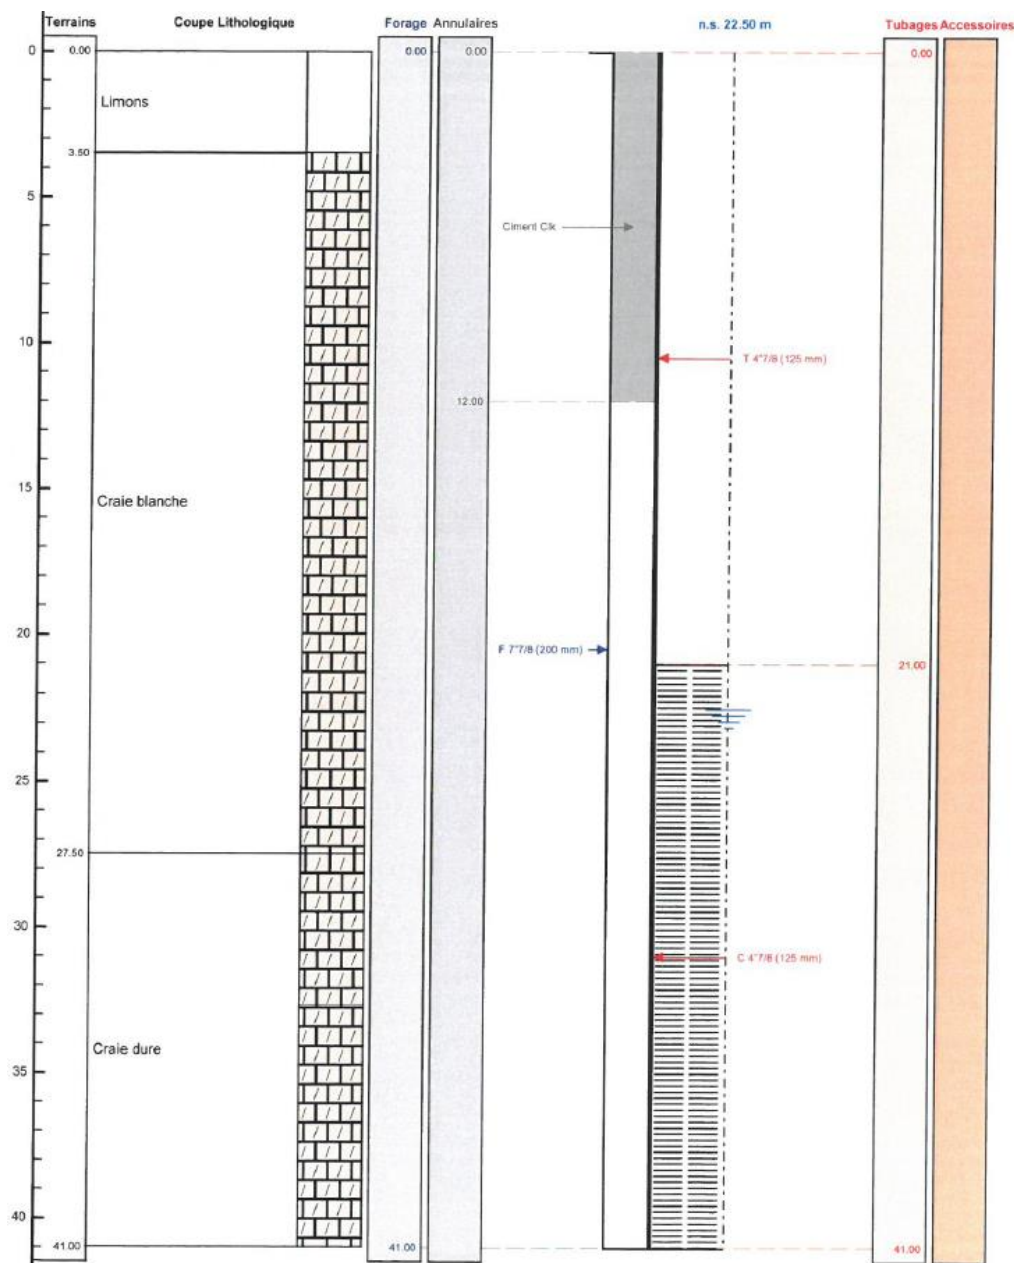 Terrains Coupe Lithologique Forage Annulaires n.s. 22.50 m Tubages Accessoires
0 0.00 0.00 0.00 0.00
Limons
3.50
5
Ciment Clk
10
T 4"7/8 (125 mm)
12.00
15
Craie blanche
20
F 7"7/8 (200 mm)
21.00
25
27.50
30
C 4"7/8 (125 mm)
Craie dure
35
40
41.00 41.00 41.00